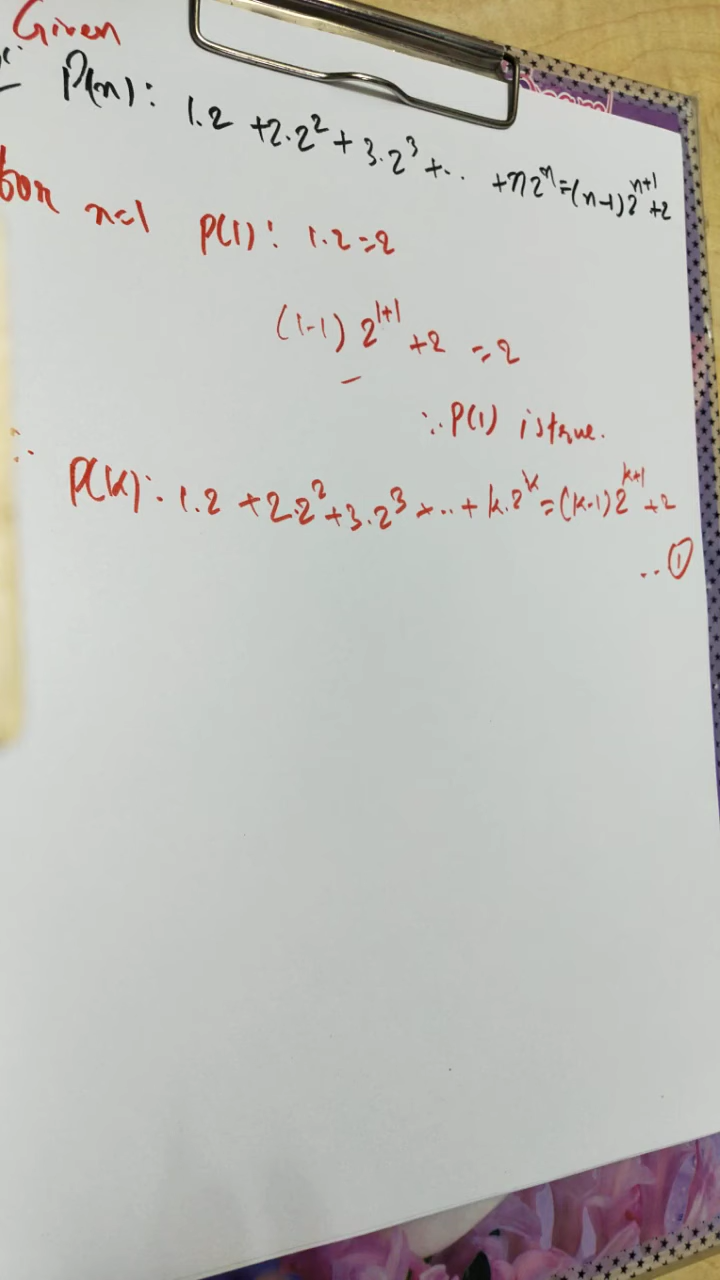 Given
P(n): 1.2 + 2.2² + 3.2³ + .. + n2ⁿ = (n-1)2ⁿ⁺¹ + 2
for n=1 P(1): 1.2 = 2
(1-1) 2¹⁺¹ + 2 = 2
∴ P(1) is true.
P(k): 1.2 + 2.2² + 3.2³ + .. + k.2ᵏ = (k-1)2ᵏ⁺¹ + 2
.. ①